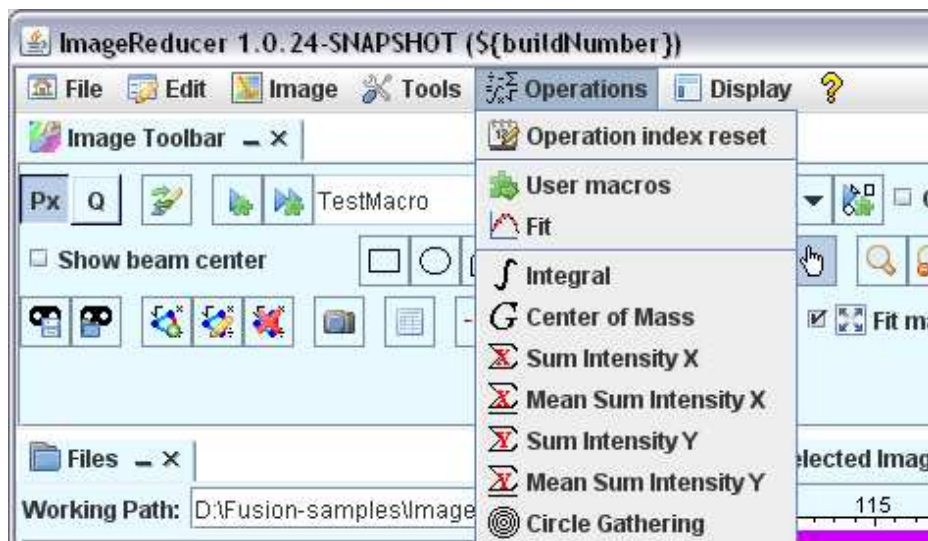 ImageReducer 1.0.24-SNAPSHOT (${buildNumber})
File Edit Image Tools Operations Display
Image Toolbar
Operation index reset
Px Q TestMacro
User macros
Fit
Show beam center
Integral
Center of Mass
Fit
Sum Intensity X
Mean Sum Intensity X
Sum Intensity Y
Files
Mean Sum Intensity Y
Working Path: D:\Fusion-samples\Image
115
Circle Gathering